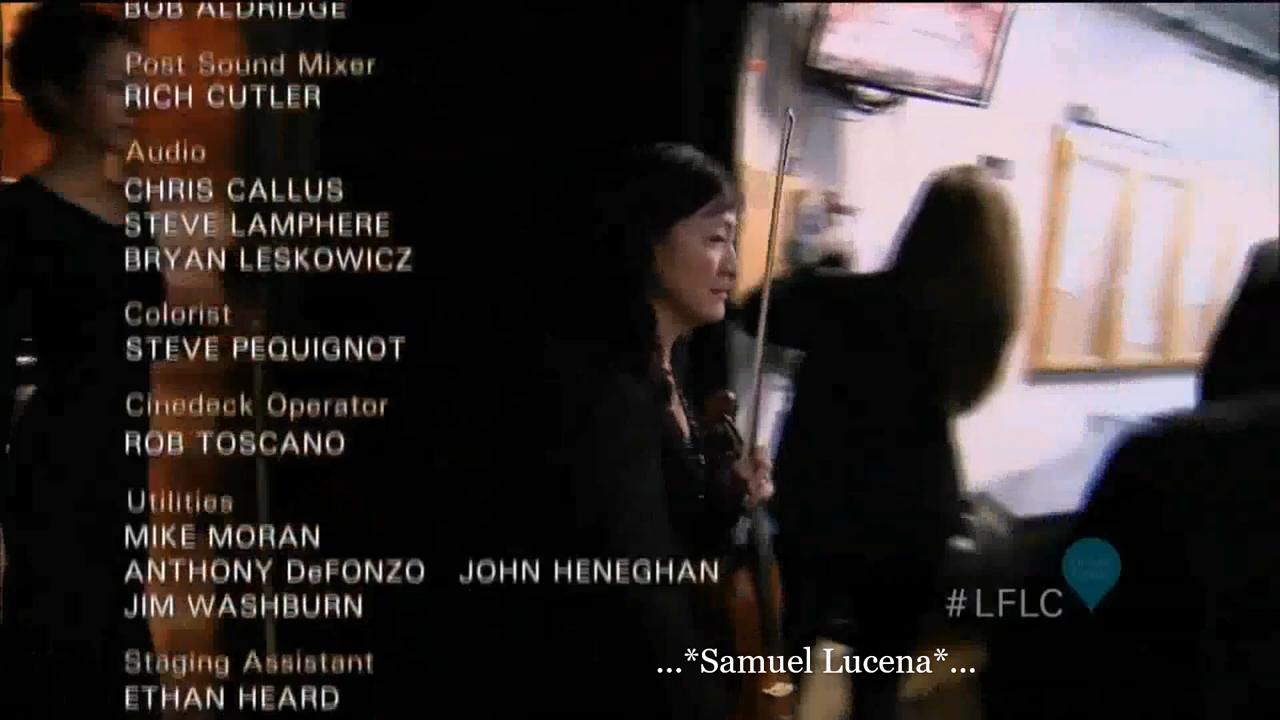 BOB ALDRIDGE
Post Sound Mixer
RICH CUTLER
Audio
CHRIS CALLUS
STEVE LAMPHERE
BRYAN LESKOWICZ
Colorist
STEVE PEQUIGNOT
Cinedeck Operator
ROB TOSCANO
Utilities
MIKE MORAN
ANTHONY DeFONZO JOHN HENEGHAN
JIM WASHBURN
Staging Assistant
ETHAN HEARD
#LFLC
...*Samuel Lucena*...